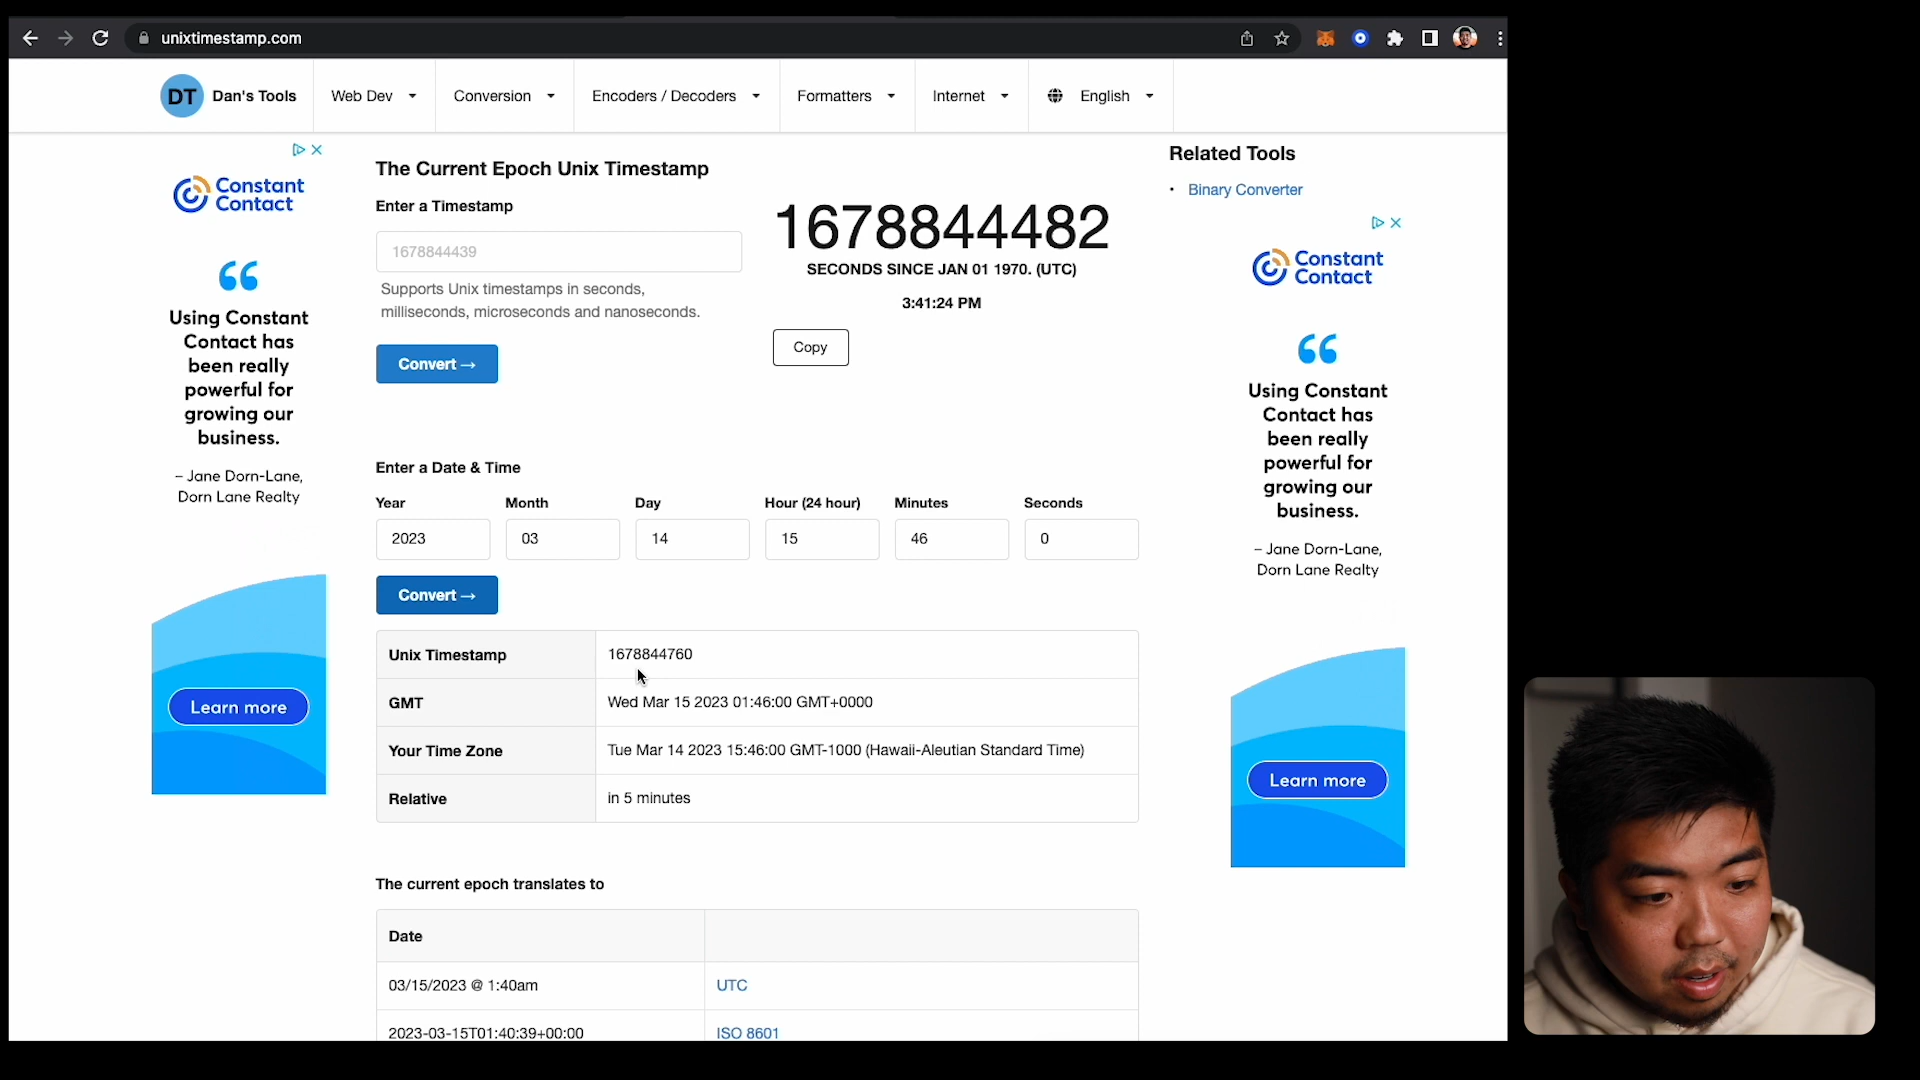 unixtimestamp.com
DT Dan's Tools
Web Dev
Conversion
Encoders / Decoders
Formatters
Internet
English
Constant
Contact
“
Using Constant
Contact has
been really
powerful for
growing our
business.
– Jane Dorn-Lane,
Dorn Lane Realty
Learn more
The Current Epoch Unix Timestamp
Enter a Timestamp
1678844439
Supports Unix timestamps in seconds,
milliseconds, microseconds and nanoseconds.
Convert →
1678844482
SECONDS SINCE JAN 01 1970. (UTC)
3:41:24 PM
Copy
Enter a Date & Time
Year Month Day Hour (24 hour) Minutes Seconds
2023 03 14 15 46 0
Convert →
Unix Timestamp 1678844760
GMT Wed Mar 15 2023 01:46:00 GMT+0000
Your Time Zone Tue Mar 14 2023 15:46:00 GMT-1000 (Hawaii-Aleutian Standard Time)
Relative in 5 minutes
The current epoch translates to
Date
03/15/2023 @ 1:40am UTC
2023-03-15T01:40:39+00:00 ISO 8601
Related Tools
• Binary Converter
Constant
Contact
“
Using Constant
Contact has
been really
powerful for
growing our
business.
– Jane Dorn-Lane,
Dorn Lane Realty
Learn more